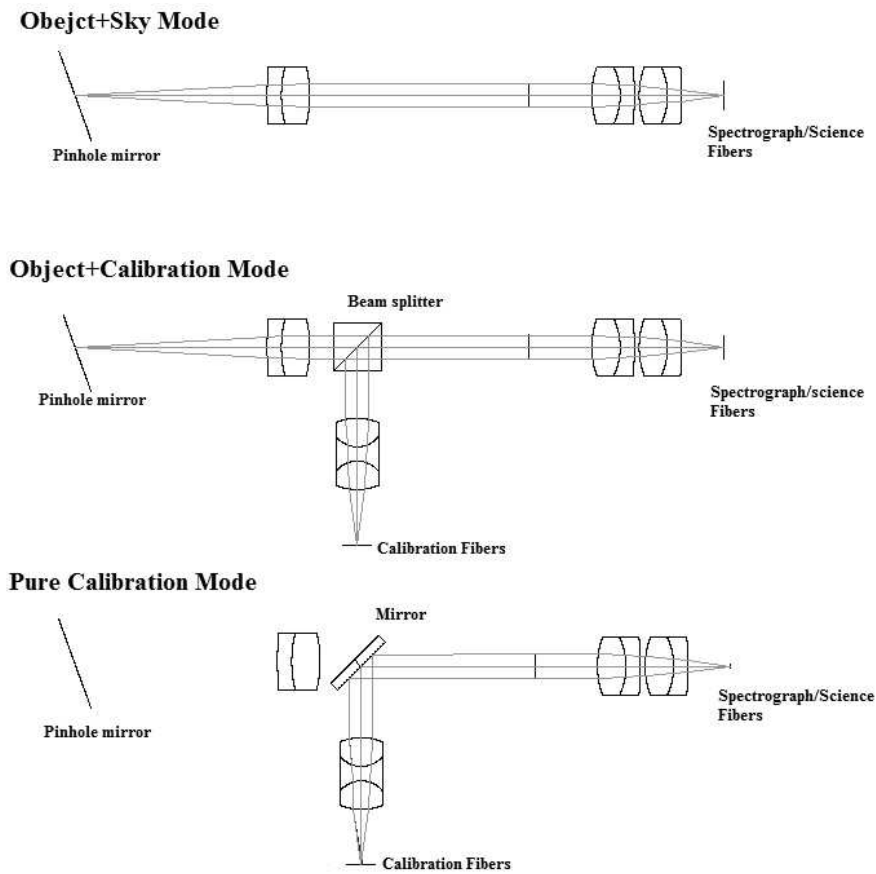 Obejct+Sky Mode
Pinhole mirror
Spectrograph/Science
Fibers
Object+Calibration Mode
Beam splitter
Pinhole mirror
Spectrograph/science
Fibers
Calibration Fibers
Pure Calibration Mode
Mirror
Pinhole mirror
Spectrograph/Science
Fibers
Calibration Fibers